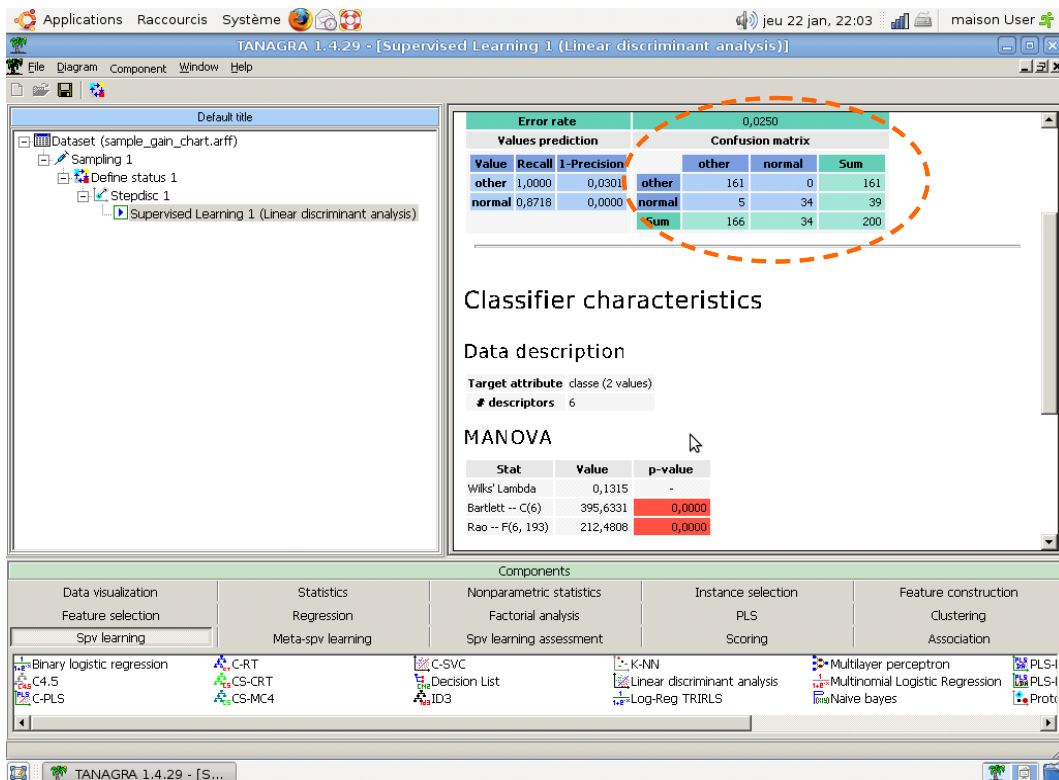 Applications Raccourcis Système jeu 22 jan, 22:03 maison User
TANAGRA 1.4.29 - [Supervised Learning 1 (Linear discriminant analysis)]
File Diagram Component Window Help
Default title
Dataset (sample_gain_chart.arff)
Sampling 1
Define status 1
Stepdisc 1
Supervised Learning 1 (Linear discriminant analysis)
Error rate 0,0250
Values prediction Confusion matrix
Value Recall 1-Precision other normal Sum
other 1,0000 0,0301 other 161 0 161
normal 0,8718 0,0000 normal 5 34 39
Sum 166 34 200
Classifier characteristics
Data description
Target attribute classe (2 values)
# descriptors 6
MANOVA
Stat Value p-value
Wilks' Lambda 0,1315 -
Bartlett -- C(6) 395,6331 0,0000
Rao -- F(6, 193) 212,4808 0,0000
Components
Data visualization Statistics Nonparametric statistics Instance selection Feature construction
Feature selection Regression Factorial analysis PLS Clustering
Spv learning Meta-spv learning Spv learning assessment Scoring Association
Binary logistic regression C-RT C-SVC K-NN Multilayer perceptron PLS-
C4.5 CS-CRT Decision List Linear discriminant analysis Multinomial Logistic Regression PLS-
C-PLS CS-MC4 ID3 Log-Reg TRIRLS Naive bayes Proto
TANAGRA 1.4.29 - [S...